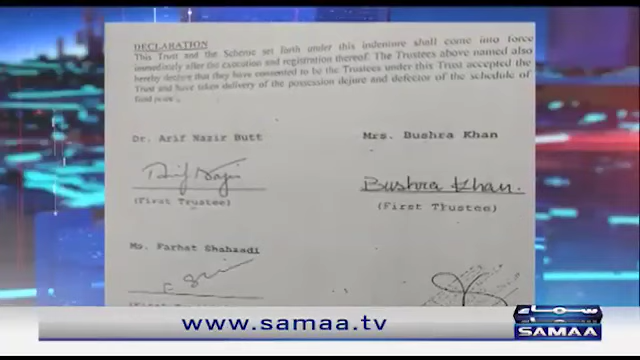 DECLARATION
This Trust and the Scheme set forth under this indenture shall come into force
immediately after the execution and registration thereof. The Trustees above named also
hereby declare that they have consented to be the Trustees under this Trust accepted the
Trust and have taken delivery of the possession dejure and defector of the schedule of
Dr. Arif Nazir Butt
Mrs. Bushra Khan
Bushra Khan.
(First Trustee)
(First Trustee)
Ms. Farhat Shahzadi
www.samaa.tv
سماء
SAMAA